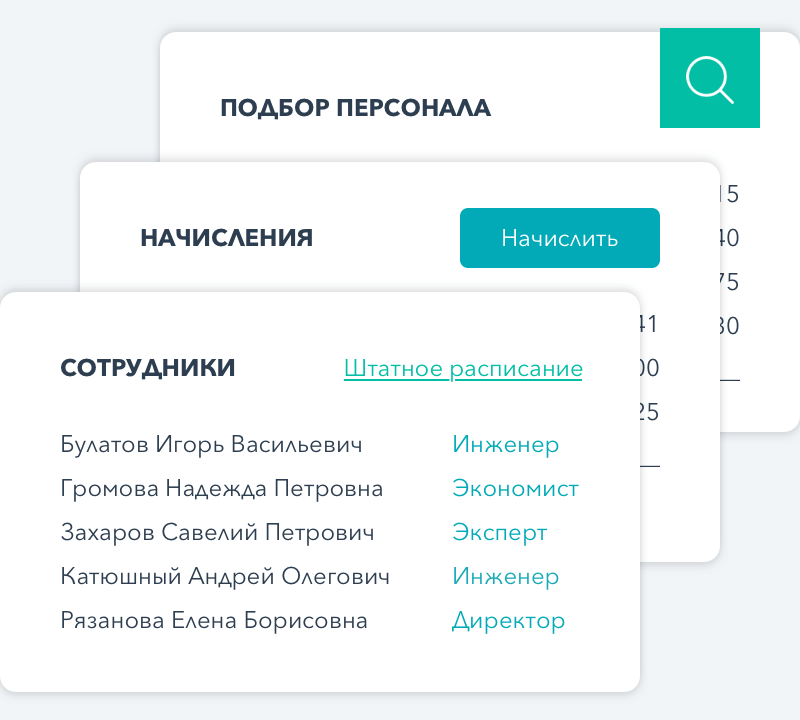 ПОДБОР ПЕРСОНАЛА
15
40
75
30
НАЧИСЛЕНИЯ
Начислить
41
00
25
СОТРУДНИКИ
Штатное расписание
Булатов Игорь Васильевич Инженер
Громова Надежда Петровна Экономист
Захаров Савелий Петрович Эксперт
Катюшный Андрей Олегович Инженер
Рязанова Елена Борисовна Директор